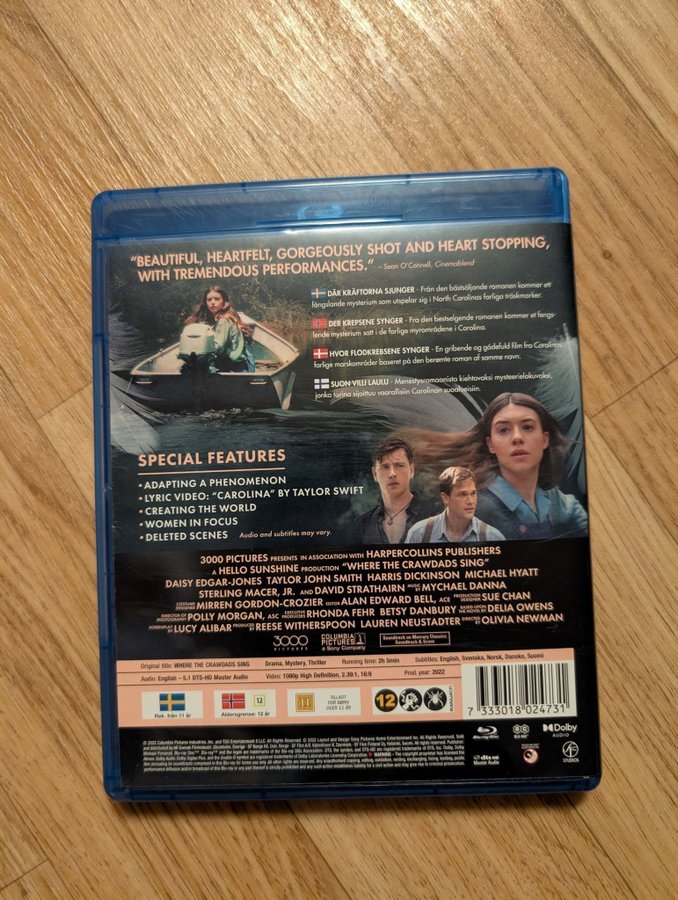 "BEAUTIFUL, HEARTFELT, GORGEOUSLY SHOT AND HEART STOPPING,
WITH TREMENDOUS PERFORMANCES." – Sean O'Connell, Cinemablend
DÄR KRÄFTORNA SJUNGER - Från den bästsäljande romanen kommer ett
fängslande mysterium som utspelar sig i North Carolinas farliga träskmarker.
DER KREPSENE SYNGER - Fra den bestselgende romanen kommer et fengs-
lende mysterium satt i de farlige myrområdene i Carolina.
HVOR FLODKREBSENE SYNGER - En gribende og gådefuld film fra Carolinas
farlige marskområder baseret på den berømte roman af samme navn.
SUON VILLI LAULU - Menestysromaanista kiehtovaksi mysteerielokuvaksi,
jonka tarina sijoittuu vaarallisiin Carolinan suoalueisiin.
SPECIAL FEATURES
• ADAPTING A PHENOMENON
• LYRIC VIDEO: "CAROLINA" BY TAYLOR SWIFT
• CREATING THE WORLD
• WOMEN IN FOCUS
• DELETED SCENES Audio and subtitles may vary.
3000 PICTURES PRESENTS IN ASSOCIATION WITH HARPERCOLLINS PUBLISHERS
A HELLO SUNSHINE PRODUCTION "WHERE THE CRAWDADS SING"
DAISY EDGAR-JONES TAYLOR JOHN SMITH HARRIS DICKINSON MICHAEL HYATT
STERLING MACER, JR. AND DAVID STRATHAIRN MUSIC BY MYCHAEL DANNA
COSTUME DESIGNER MIRREN GORDON-CROZIER EDITOR ALAN EDWARD BELL, ACE PRODUCTION DESIGNER SUE CHAN
DIRECTOR OF PHOTOGRAPHY POLLY MORGAN, ASC EXECUTIVE PRODUCERS RHONDA FEHR BETSY DANBURY BASED UPON THE NOVEL BY DELIA OWENS
SCREENPLAY BY LUCY ALIBAR PRODUCED BY REESE WITHERSPOON LAUREN NEUSTADTER DIRECTED BY OLIVIA NEWMAN
3000 PICTURES
COLUMBIA PICTURES
a Sony Company
Soundtrack on Mercury Classics
Soundtrack & Score
Original title: WHERE THE CRAWDADS SING Drama, Mystery, Thriller Running time: 2h 5min Subtitles: English, Svenska, Norsk, Dansk, Suomi
Audio: English – 5.1 DTS-HD Master Audio Video: 1080p High Definition, 2.39:1, 16:9 Prod. year: 2022
Rek. från 11 år
12
Aldersgrense: 12 år
11
TILLADT
FOR BØRN
OVER 11 ÅR
12
7 333018 024731
Blu-ray Disc
Dolby
AUDIO
dts-HD
Master Audio
SF
STUDIOS